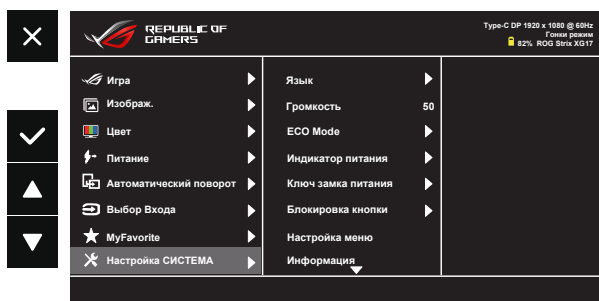 REPUBLIC OF
GAMERS
Type-C DP 1920 x 1080 @ 60Hz
Гонки режим
82% ROG Strix XG17
Игра
Изображ.
Цвет
Питание
Автоматический поворот
Выбор Входа
MyFavorite
Настройка СИСТЕМА
Язык
Громкость 50
ECO Mode
Индикатор питания
Ключ замка питания
Блокировка кнопки
Настройка меню
Информация